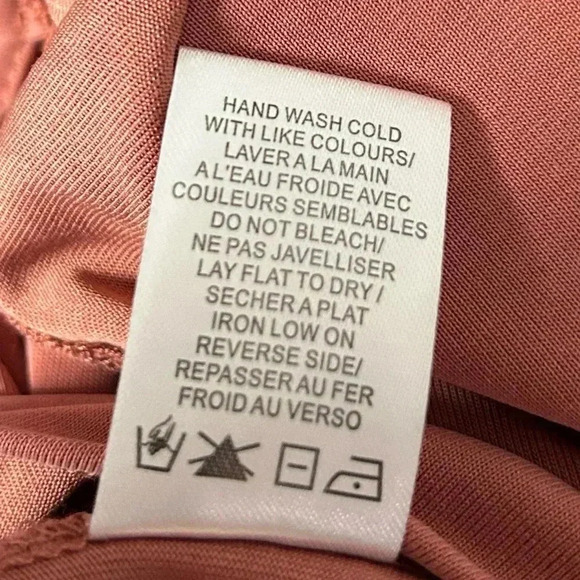 HAND WASH COLD
WITH LIKE COLOURS/
LAVER A LA MAIN
A L'EAU FROIDE AVEC
COULEURS SEMBLABLES
DO NOT BLEACH/
NE PAS JAVELLISER
LAY FLAT TO DRY /
SECHER A PLAT
IRON LOW ON
REVERSE SIDE/
REPASSER AU FER
FROID AU VERSO